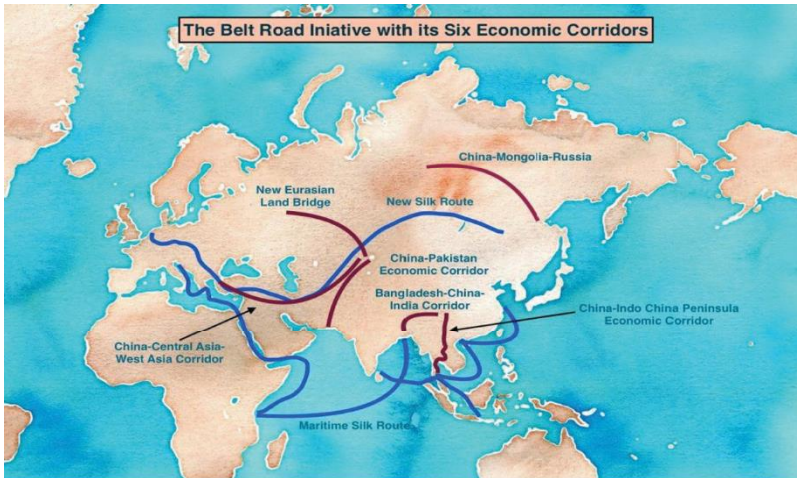 The Belt Road Iniative with its Six Economic Corridors
China-Mongolia-Russia
New Eurasian
Land Bridge
New Silk Route
China-Pakistan
Economic Corridor
Bangladesh-China-
India Corridor
China-Indo China Peninsula
Economic Corridor
China-Central Asia-
West Asia Corridor
Maritime Silk Route